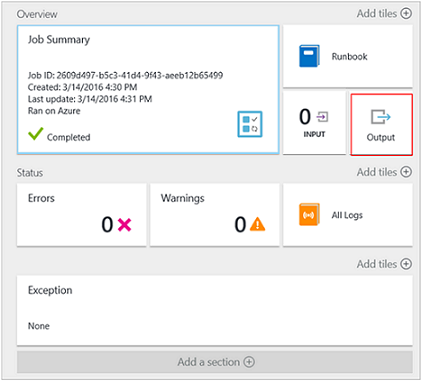 Overview
Add tiles
Job Summary
Job ID: 2609d497-b5c3-41d4-9f43-aeeb12b65499
Created: 3/14/2016 4:30 PM
Last update: 3/14/2016 4:31 PM
Ran on Azure
Completed
Runbook
0
INPUT
Output
Status
Add tiles
Errors
0
Warnings
0
All Logs
Add tiles
Exception
None
Add a section